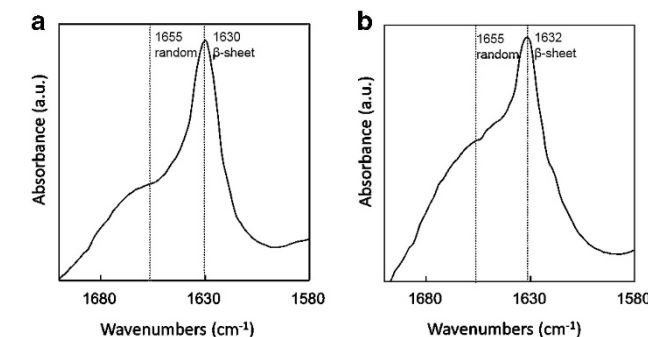 a
1655
random
1630
β-sheet
Absorbance (a.u.)
1680
1630
1580
Wavenumbers (cm⁻¹)
b
1655
random
1632
β-sheet
Absorbance (a.u.)
1680
1630
1580
Wavenumbers (cm⁻¹)